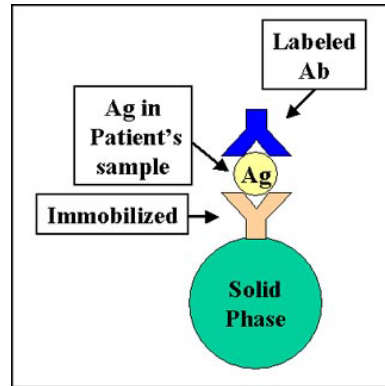 Labeled
Ab
Ag in
Patient's
sample
Ag
Immobilized
Solid
Phase